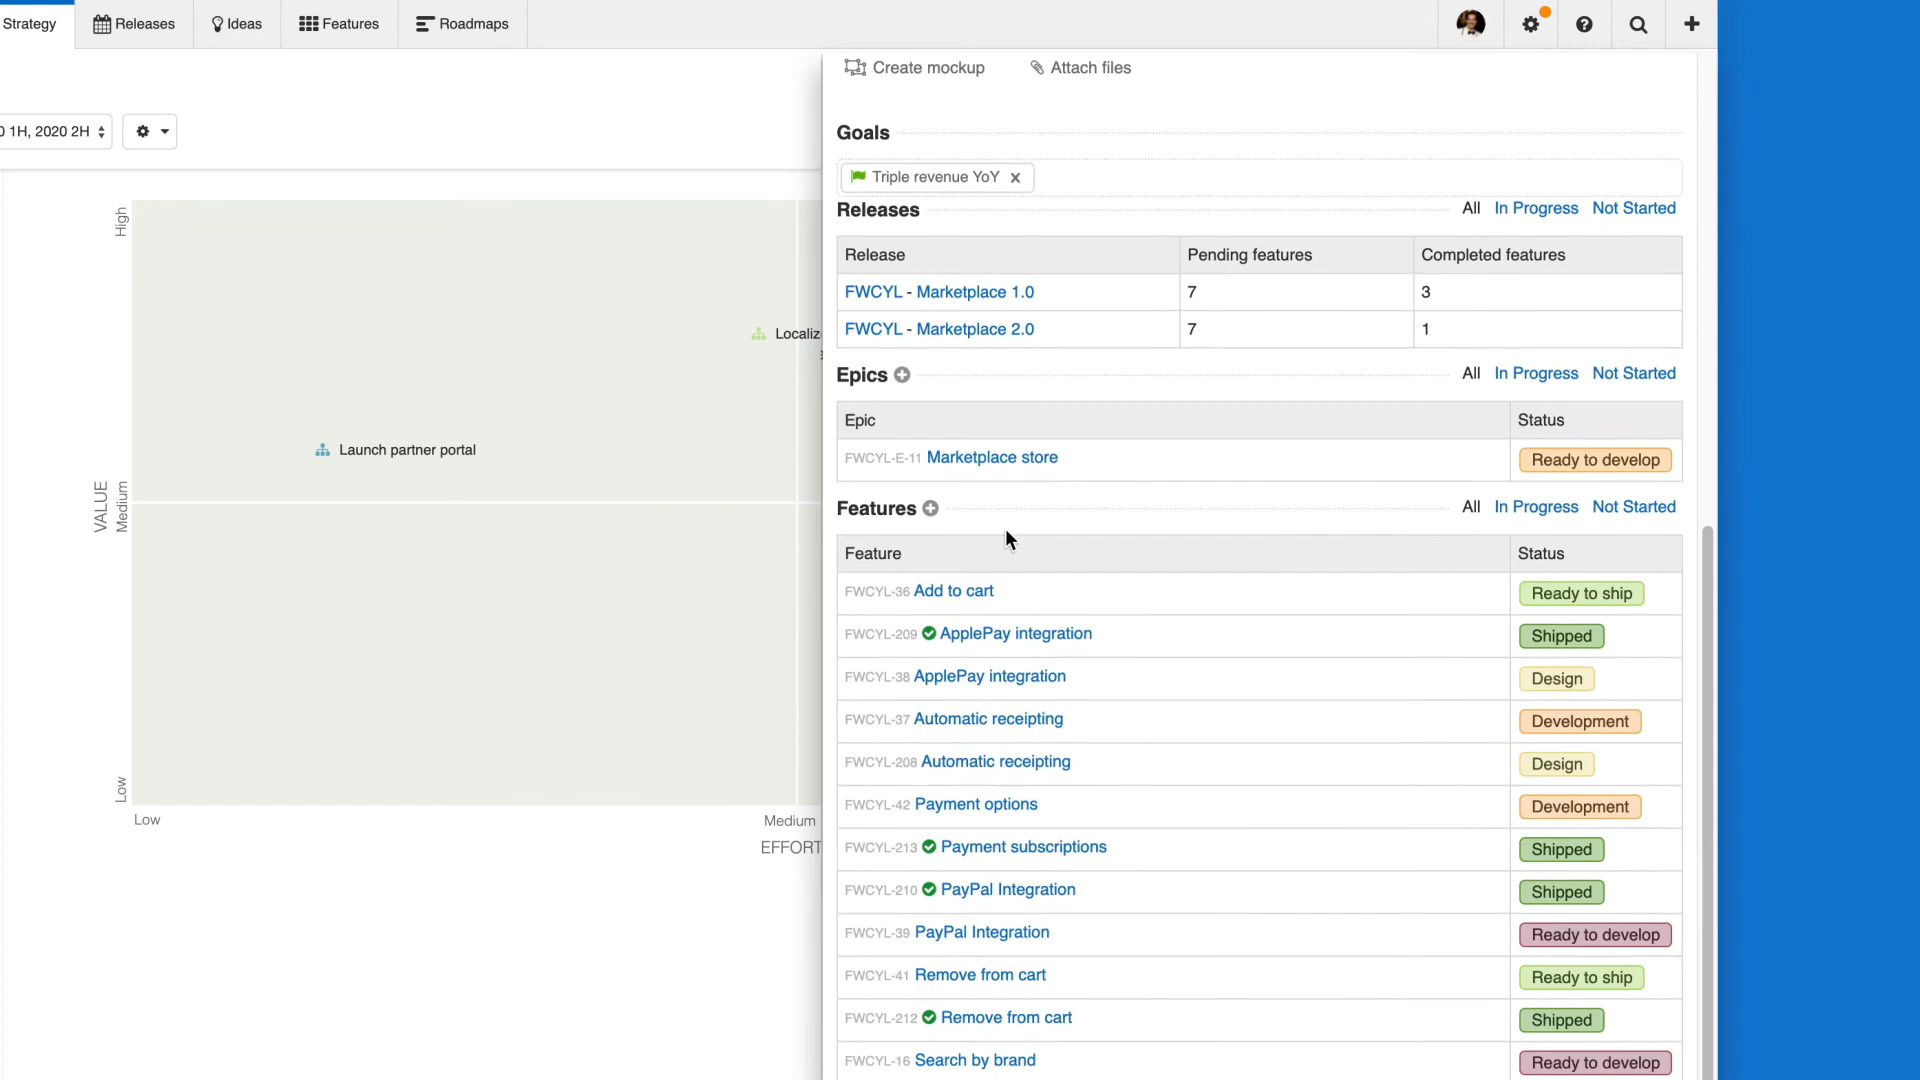 Strategy
Releases
Ideas
Features
Roadmaps
Create mockup
Attach files
1H, 2020 2H
Goals
Triple revenue YoY
Releases
All In Progress Not Started
Release Pending features Completed features
FWCYL - Marketplace 1.0 7 3
FWCYL - Marketplace 2.0 7 1
Epics
All In Progress Not Started
Epic Status
FWCYL-E-11 Marketplace store Ready to develop
Features
All In Progress Not Started
Feature Status
FWCYL-36 Add to cart Ready to ship
FWCYL-209 ApplePay integration Shipped
FWCYL-38 ApplePay integration Design
FWCYL-37 Automatic receipting Development
FWCYL-208 Automatic receipting Design
FWCYL-42 Payment options Development
FWCYL-213 Payment subscriptions Shipped
FWCYL-210 PayPal Integration Shipped
FWCYL-39 PayPal Integration Ready to develop
FWCYL-41 Remove from cart Ready to ship
FWCYL-212 Remove from cart Shipped
FWCYL-16 Search by brand Ready to develop
High
Localiz
Launch partner portal
VALUE
Medium
Low
Low
Medium
EFFORT